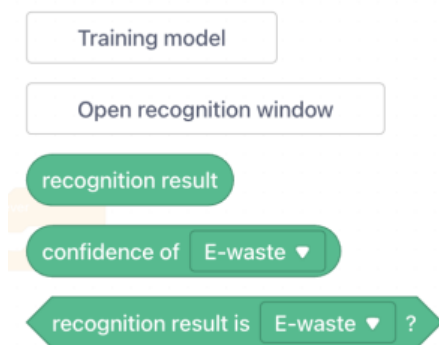 Training model
Open recognition window
recognition result
confidence of E-waste ▼
recognition result is E-waste ▼ ?